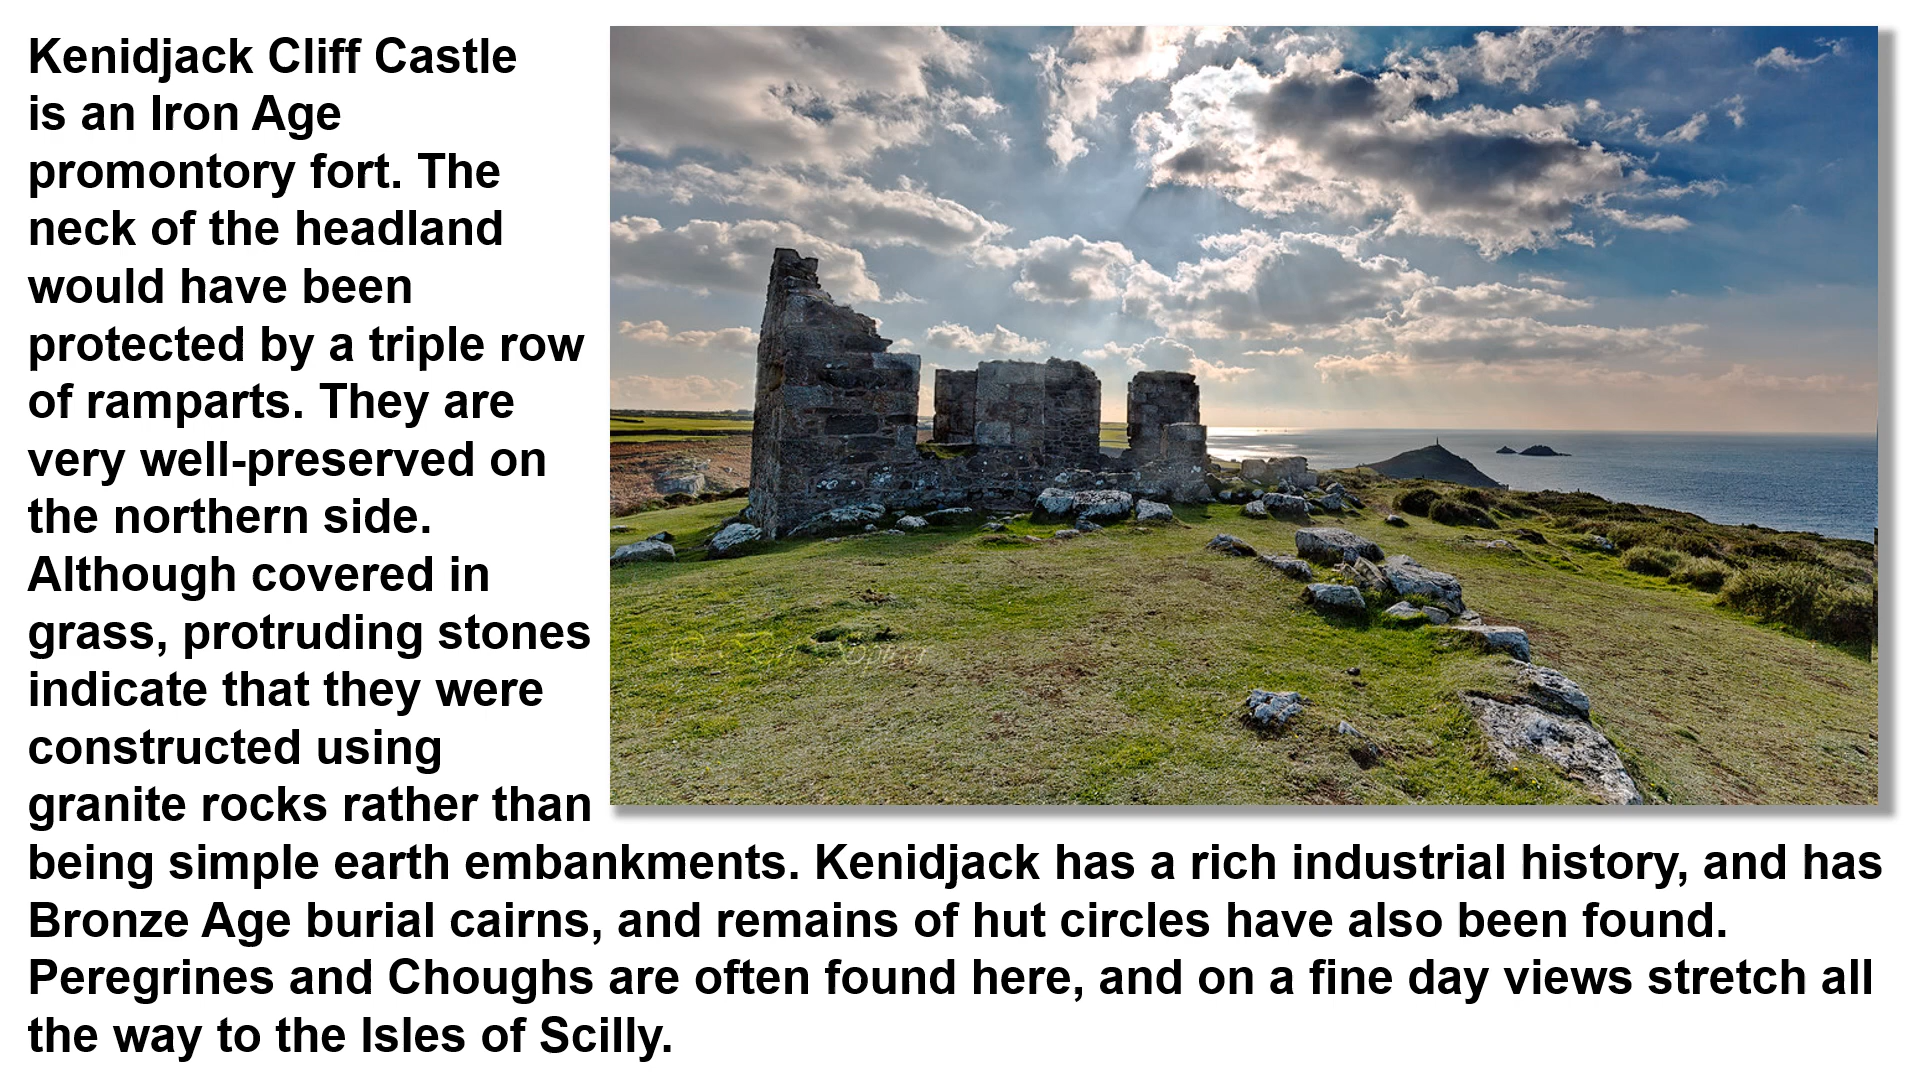 Kenidjack Cliff Castle
is an Iron Age
promontory fort. The
neck of the headland
would have been
protected by a triple row
of ramparts. They are
very well-preserved on
the northern side.
Although covered in
grass, protruding stones
indicate that they were
constructed using
granite rocks rather than
being simple earth embankments. Kenidjack has a rich industrial history, and has
Bronze Age burial cairns, and remains of hut circles have also been found.
Peregrines and Choughs are often found here, and on a fine day views stretch all
the way to the Isles of Scilly.